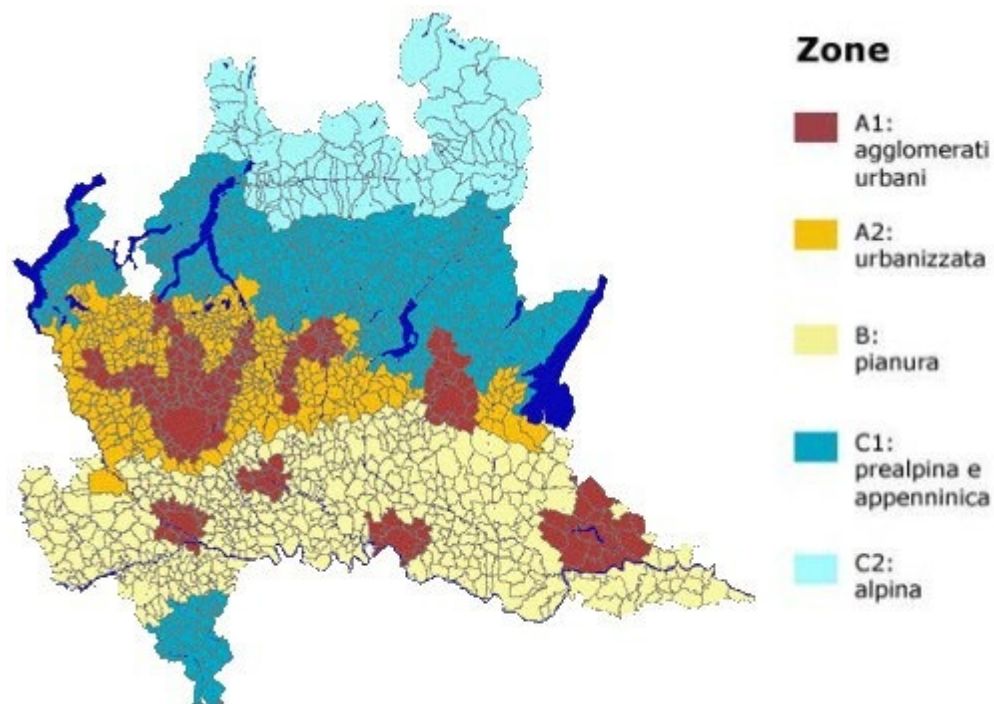 Zone
A1:
agglomerati
urbani
A2:
urbanizzata
B:
pianura
C1:
prealpina e
appenninica
C2:
alpina